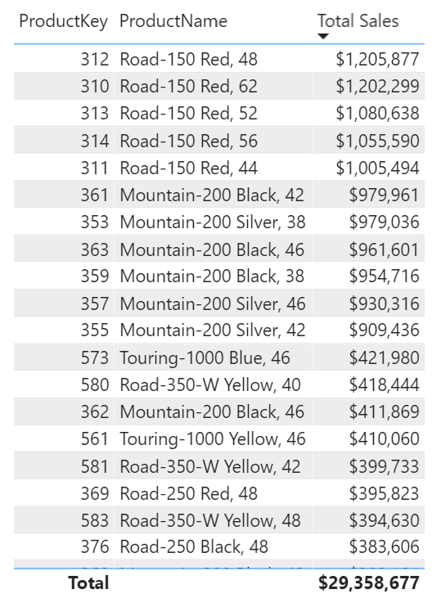 ProductKey ProductName Total Sales
312 Road-150 Red, 48 $1,205,877
310 Road-150 Red, 62 $1,202,299
313 Road-150 Red, 52 $1,080,638
314 Road-150 Red, 56 $1,055,590
311 Road-150 Red, 44 $1,005,494
361 Mountain-200 Black, 42 $979,961
353 Mountain-200 Silver, 38 $979,036
363 Mountain-200 Black, 46 $961,601
359 Mountain-200 Black, 38 $954,716
357 Mountain-200 Silver, 46 $930,316
355 Mountain-200 Silver, 42 $909,436
573 Touring-1000 Blue, 46 $421,980
580 Road-350-W Yellow, 40 $418,444
362 Mountain-200 Black, 46 $411,869
561 Touring-1000 Yellow, 46 $410,060
581 Road-350-W Yellow, 42 $399,733
369 Road-250 Red, 48 $395,823
583 Road-350-W Yellow, 48 $394,630
376 Road-250 Black, 48 $383,606
Total $29,358,677